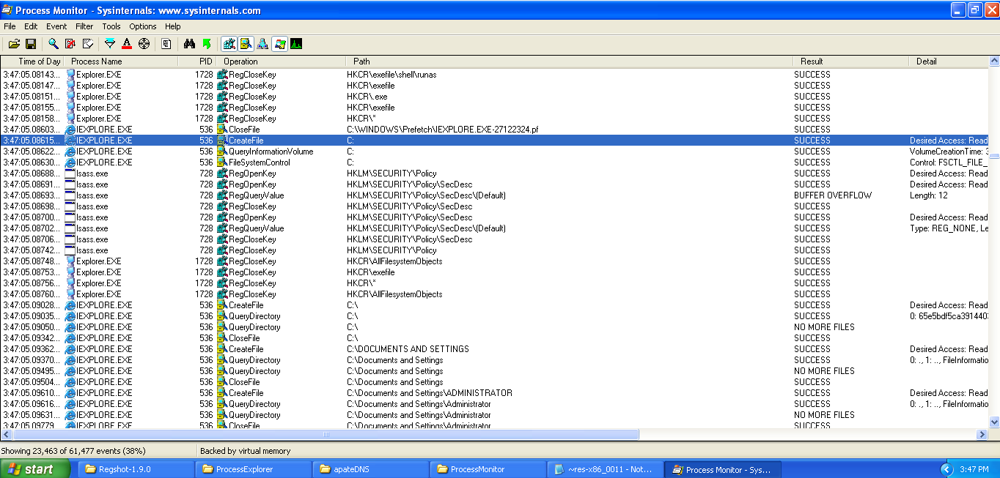 Process Monitor - Sysinternals: www.sysinternals.com
File Edit Event Filter Tools Options Help
Time of Day Process Name PID Operation Path Result Detail
3:47:05.08143... Explorer.EXE 1728 RegCloseKey HKCR\exefile\shell\runas SUCCESS
3:47:05.08147... Explorer.EXE 1728 RegCloseKey HKCR\exefile SUCCESS
3:47:05.08151... Explorer.EXE 1728 RegCloseKey HKCR\.exe SUCCESS
3:47:05.08155... Explorer.EXE 1728 RegCloseKey HKCR\exefile SUCCESS
3:47:05.08158... Explorer.EXE 1728 RegCloseKey HKCR\* SUCCESS
3:47:05.08603... IEXPLORE.EXE 536 CloseFile C:\WINDOWS\Prefetch\IEXPLORE.EXE-27122324.pf SUCCESS
3:47:05.08615... IEXPLORE.EXE 536 CreateFile C: SUCCESS Desired Access: Read
3:47:05.08622... IEXPLORE.EXE 536 QueryInformationVolume C: SUCCESS VolumeCreationTime: 3
3:47:05.08630... IEXPLORE.EXE 536 FileSystemControl C: SUCCESS Control: FSCTL_FILE_
3:47:05.08688... lsass.exe 728 RegOpenKey HKLM\SECURITY\Policy SUCCESS Desired Access: Read
3:47:05.08691... lsass.exe 728 RegOpenKey HKLM\SECURITY\Policy\SecDesc SUCCESS Desired Access: Read
3:47:05.08693... lsass.exe 728 RegQueryValue HKLM\SECURITY\Policy\SecDesc\(Default) BUFFER OVERFLOW Length: 12
3:47:05.08698... lsass.exe 728 RegCloseKey HKLM\SECURITY\Policy\SecDesc SUCCESS
3:47:05.08700... lsass.exe 728 RegOpenKey HKLM\SECURITY\Policy\SecDesc SUCCESS Desired Access: Read
3:47:05.08702... lsass.exe 728 RegQueryValue HKLM\SECURITY\Policy\SecDesc\(Default) SUCCESS Type: REG_NONE, Le
3:47:05.08706... lsass.exe 728 RegCloseKey HKLM\SECURITY\Policy\SecDesc SUCCESS
3:47:05.08742... lsass.exe 728 RegCloseKey HKLM\SECURITY\Policy SUCCESS
3:47:05.08748... Explorer.EXE 1728 RegCloseKey HKCR\AllFilesystemObjects SUCCESS
3:47:05.08753... Explorer.EXE 1728 RegCloseKey HKCR\exefile SUCCESS
3:47:05.08756... Explorer.EXE 1728 RegCloseKey HKCR\* SUCCESS
3:47:05.08760... Explorer.EXE 1728 RegCloseKey HKCR\AllFilesystemObjects SUCCESS
3:47:05.09028... IEXPLORE.EXE 536 CreateFile C:\ SUCCESS Desired Access: Read
3:47:05.09035... IEXPLORE.EXE 536 QueryDirectory C:\ SUCCESS 0: 65e5bdf5ca3914403
3:47:05.09050... IEXPLORE.EXE 536 QueryDirectory C:\ NO MORE FILES
3:47:05.09342... IEXPLORE.EXE 536 CloseFile C:\ SUCCESS
3:47:05.09362... IEXPLORE.EXE 536 CreateFile C:\DOCUMENTS AND SETTINGS SUCCESS Desired Access: Read
3:47:05.09370... IEXPLORE.EXE 536 QueryDirectory C:\Documents and Settings SUCCESS 0: ., 1: .., FileInformatio
3:47:05.09495... IEXPLORE.EXE 536 QueryDirectory C:\Documents and Settings NO MORE FILES
3:47:05.09504... IEXPLORE.EXE 536 CloseFile C:\Documents and Settings SUCCESS
3:47:05.09610... IEXPLORE.EXE 536 CreateFile C:\Documents and Settings\ADMINISTRATOR SUCCESS Desired Access: Read
3:47:05.09616... IEXPLORE.EXE 536 QueryDirectory C:\Documents and Settings\Administrator SUCCESS 0: ., 1: .., FileInformatio
3:47:05.09631... IEXPLORE.EXE 536 QueryDirectory C:\Documents and Settings\Administrator NO MORE FILES
3:47:05.09779... IEXPLORE.EXE 536 CloseFile C:\Documents and Settings\Administrator SUCCESS
Showing 23,463 of 61,477 events (38%) Backed by virtual memory
start Regshot-1.9.0 ProcessExplorer apateDNS ProcessMonitor ~res-x86_0011 - Not... Process Monitor - Sys... 3:47 PM